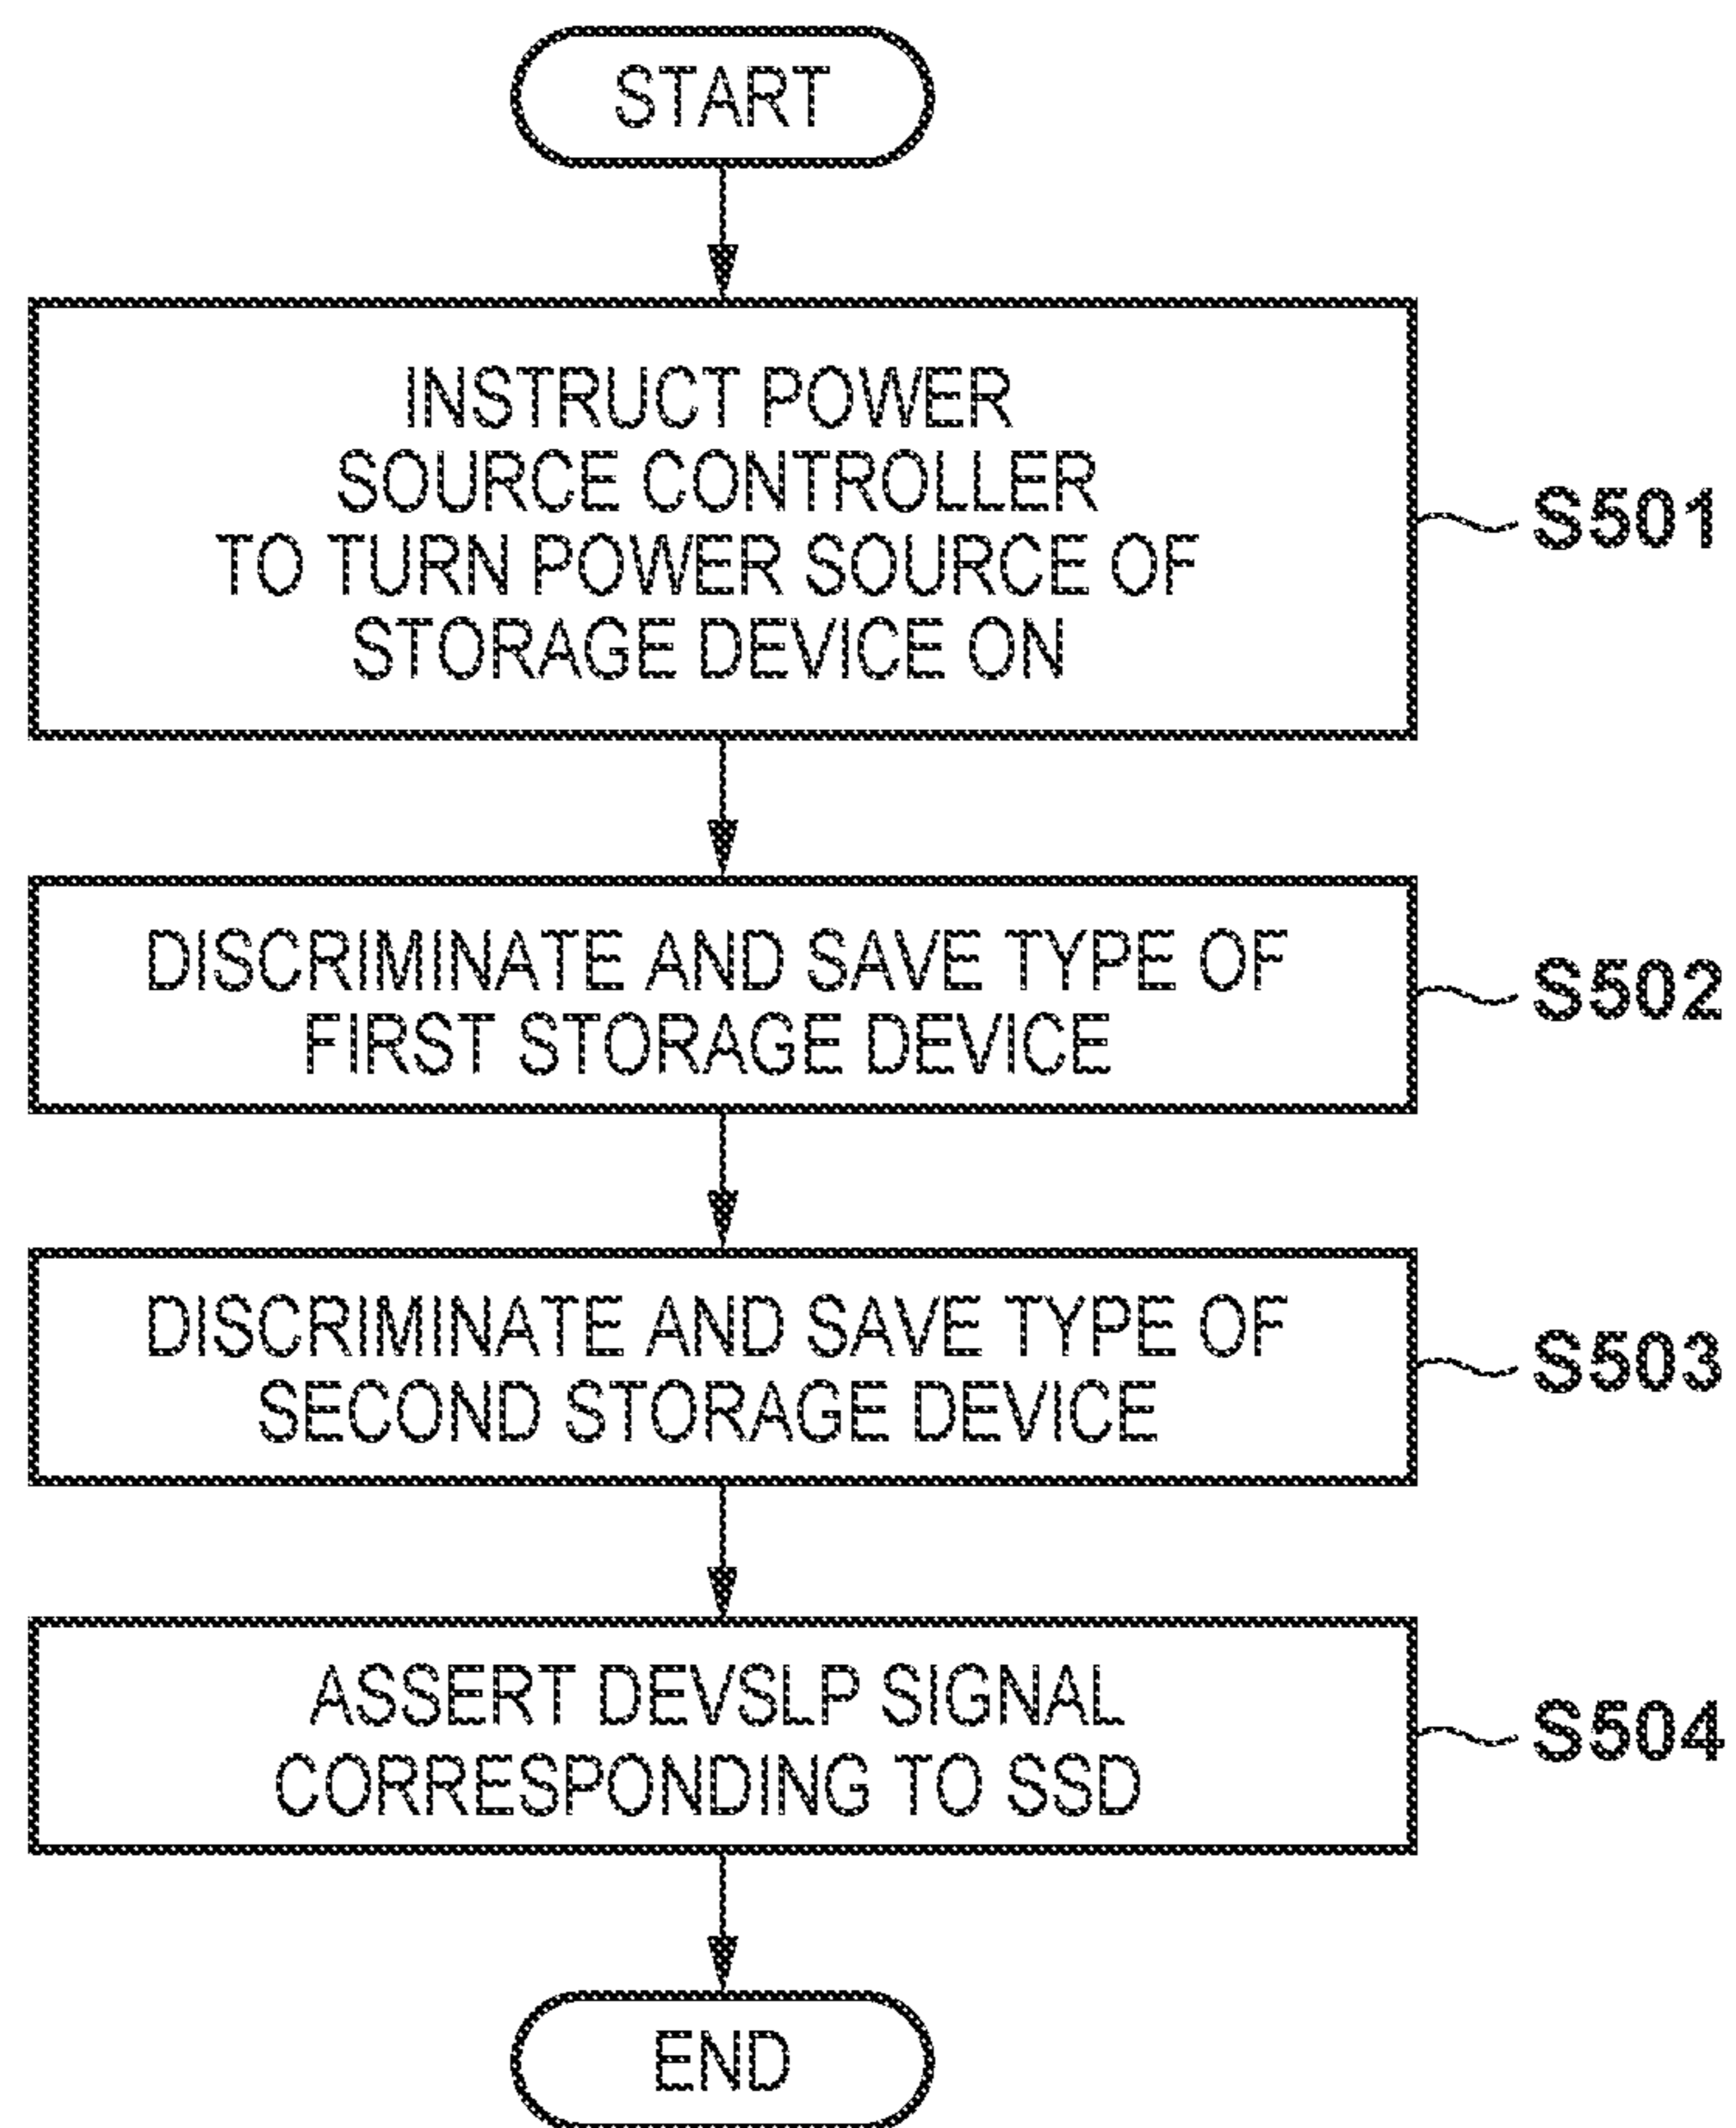 START
INSTRUCT POWER
SOURCE CONTROLLER
TO TURN POWER SOURCE OF
STORAGE DEVICE ON
S501
DISCRIMINATE AND SAVE TYPE OF
FIRST STORAGE DEVICE
S502
DISCRIMINATE AND SAVE TYPE OF
SECOND STORAGE DEVICE
S503
ASSERT DEVSLP SIGNAL
CORRESPONDING TO SSD
S504
END